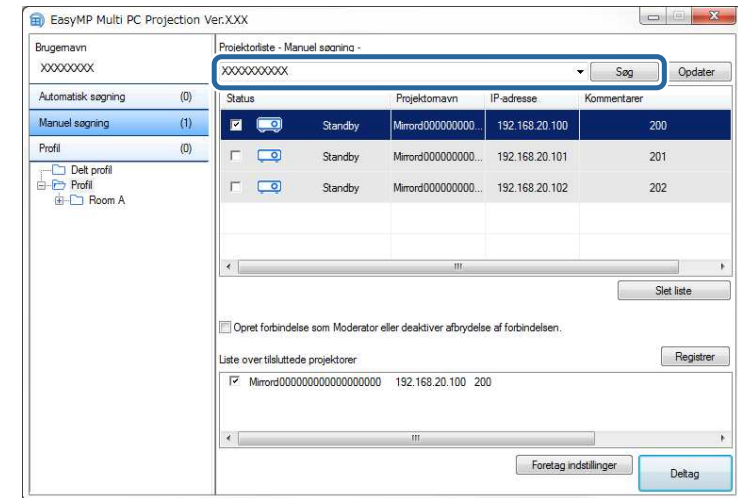 EasyMP Multi PC Projection Ver.XXX
Brugernavn
XXXXXXXX
Automatisk søgning (0)
Manuel søgning (1)
Profil (0)
Delt profil
Profil
Room A
Projektorliste - Manuel søgning -
XXXXXXXXXX Søg Opdater
Status Projektornavn IP-adresse Kommentarer
Standby Mirrord000000000... 192.168.20.100 200
Standby Mirrord000000000... 192.168.20.101 201
Standby Mirrord000000000... 192.168.20.102 202
Slet liste
Opret forbindelse som Moderator eller deaktiver afbrydelse af forbindelsen.
Liste over tilsluttede projektorer Registrer
Mirrord000000000000000000 192.168.20.100 200
Foretag indstillinger Deltag